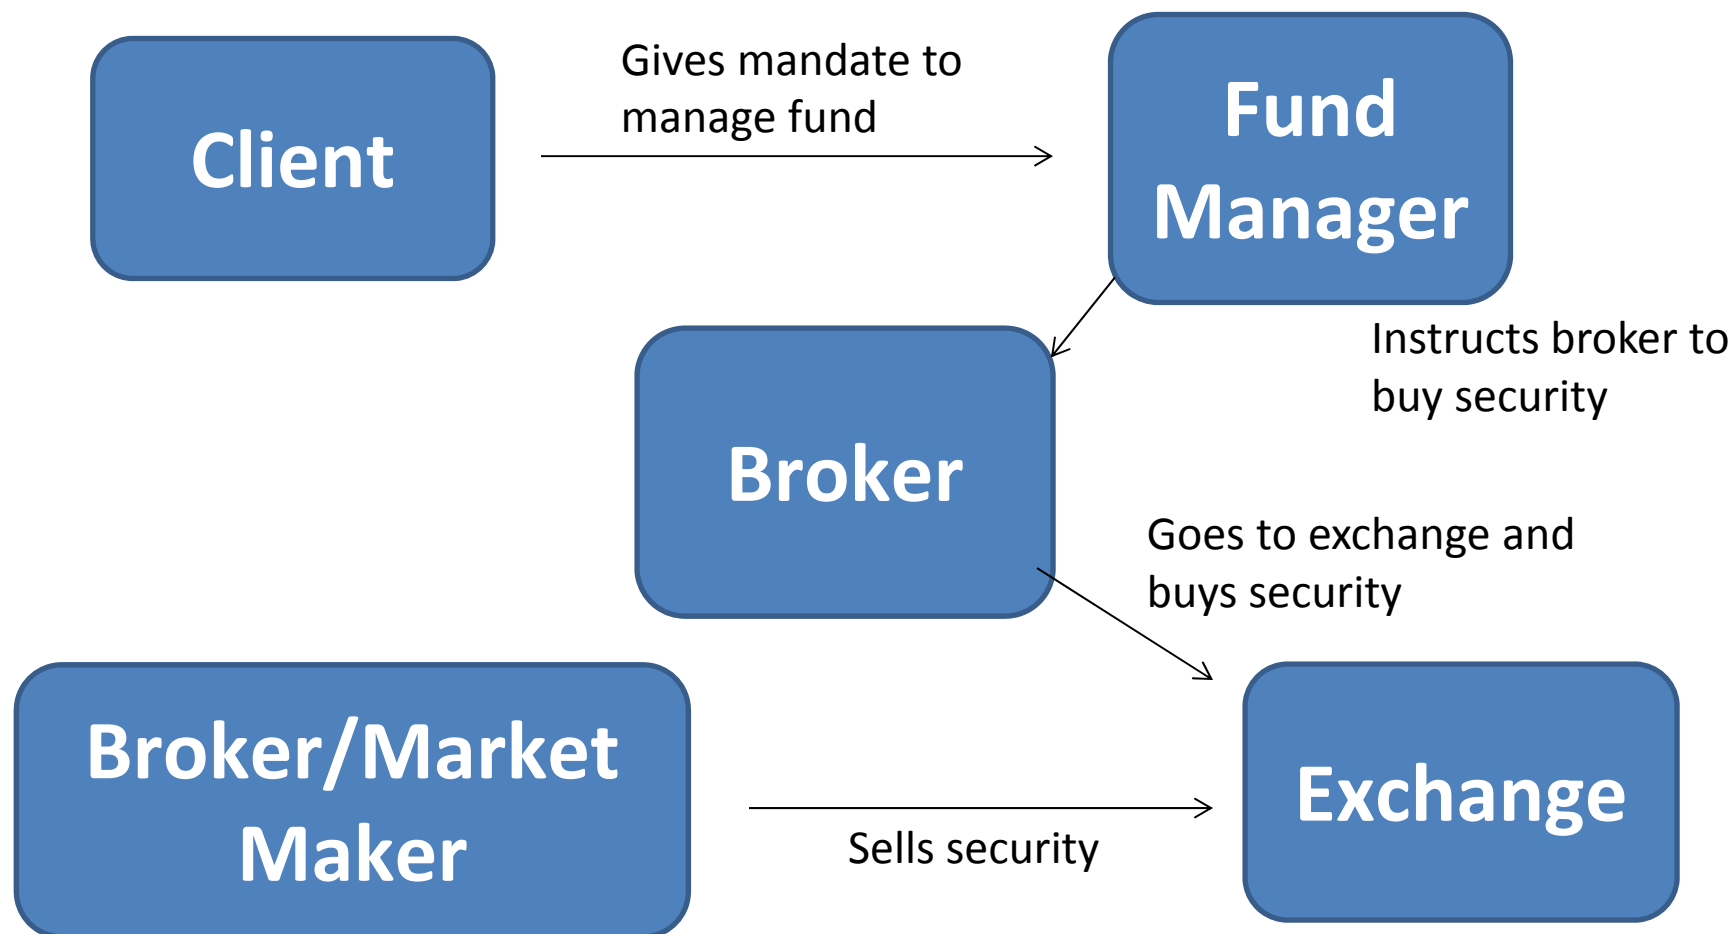 Client
Gives mandate to
manage fund
Fund
Manager
Instructs broker to
buy security
Broker
Goes to exchange and
buys security
Broker/Market
Maker
Sells security
Exchange